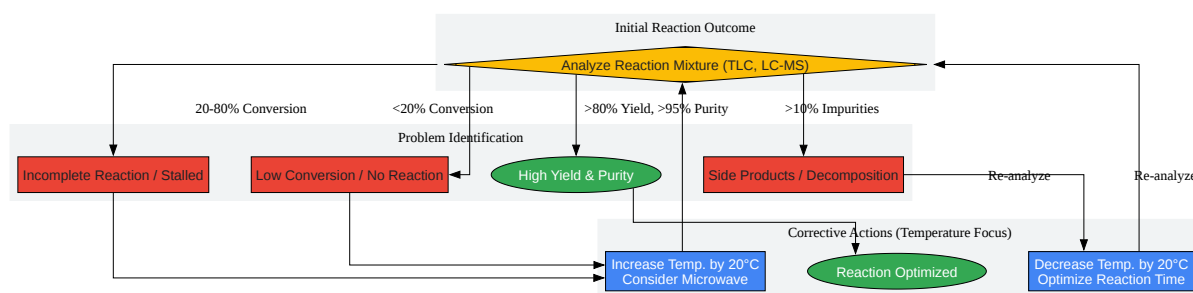 Initial Reaction Outcome
Analyze Reaction Mixture (TLC, LC-MS)
20-80% Conversion
<20% Conversion
>80% Yield, >95% Purity
>10% Impurities
Problem Identification
Incomplete Reaction / Stalled
Low Conversion / No Reaction
High Yield & Purity
Side Products / Decomposition
Re-analyze
Re-analyze
Corrective Actions (Temperature Focus)
Increase Temp. by 20°C
Consider Microwave
Reaction Optimized
Decrease Temp. by 20°C
Optimize Reaction Time